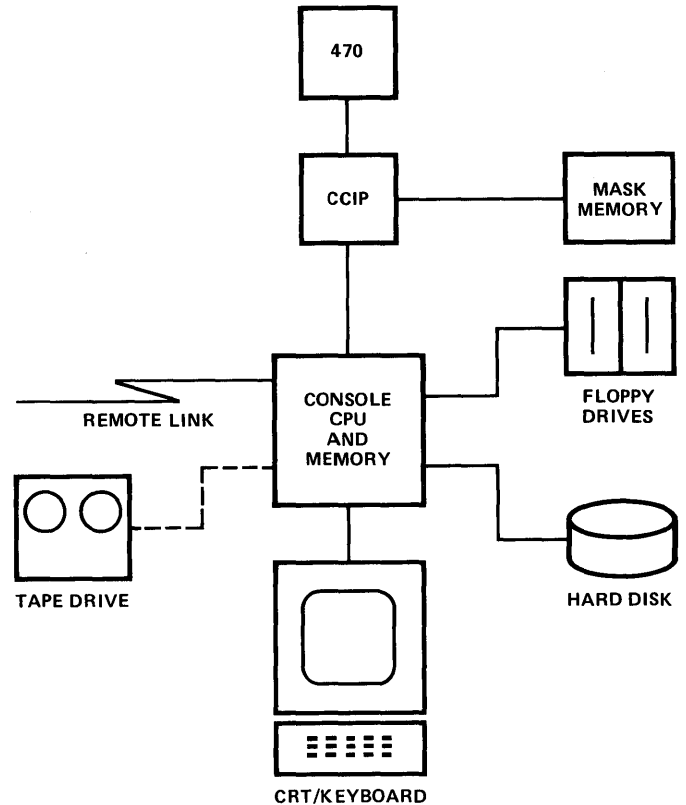 470
CCIP
MASK
MEMORY
FLOPPY
DRIVES
CONSOLE
CPU
AND
MEMORY
REMOTE LINK
TAPE DRIVE
HARD DISK
CRT/KEYBOARD